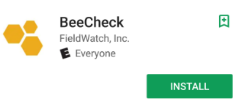 BeeCheck
FieldWatch, Inc.
E Everyone
INSTALL